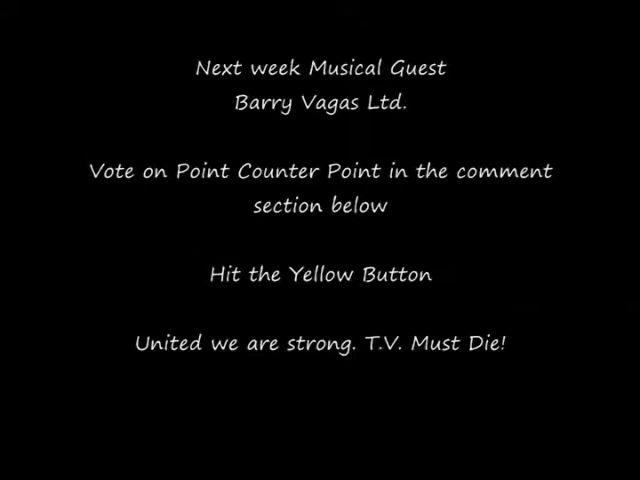 Next week Musical Guest
Barry Vagas Ltd.
Vote on Point Counter Point in the comment
section below
Hit the Yellow Button
United we are strong. T.V. Must Die!